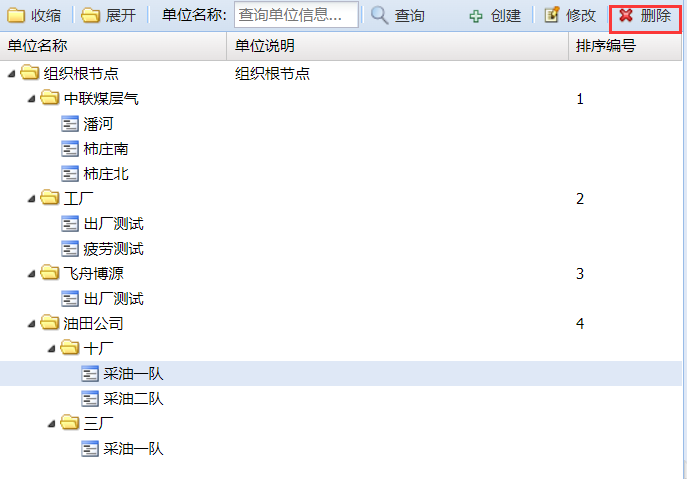 收缩 展开 单位名称: 查询单位信息... 查询 创建 修改 删除
单位名称 单位说明 排序编号
组织根节点 组织根节点
中联煤层气 1
潘河
柿庄南
柿庄北
工厂 2
出厂测试
疲劳测试
飞舟博源 3
出厂测试
油田公司 4
十厂
采油一队
采油二队
三厂
采油一队